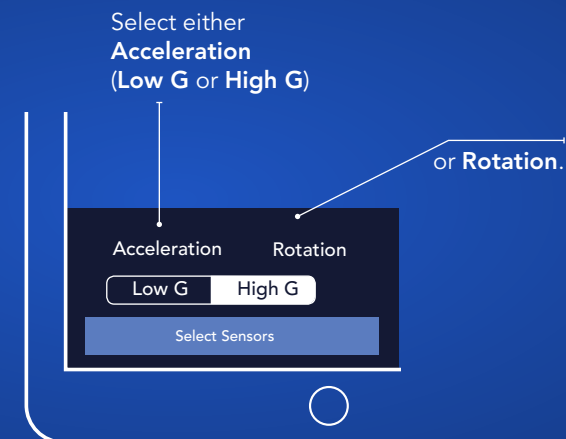 Select either
Acceleration
(Low G or High G)
or Rotation.
Acceleration Rotation
Low G High G
Select Sensors